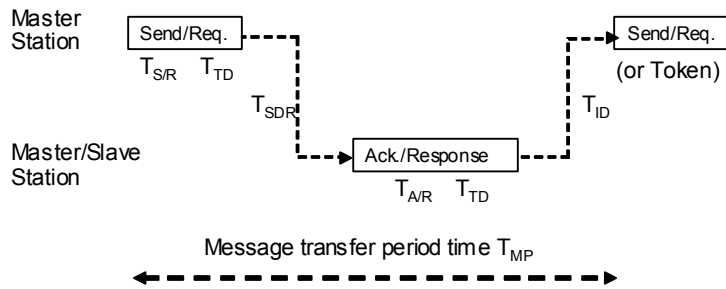 Master
Station
Send/Req.
Send/Req.
T_S/R T_TD
(or Token)
T_SDR
T_ID
Master/Slave
Station
Ack./Response
T_A/R T_TD
Message transfer period time T_MP